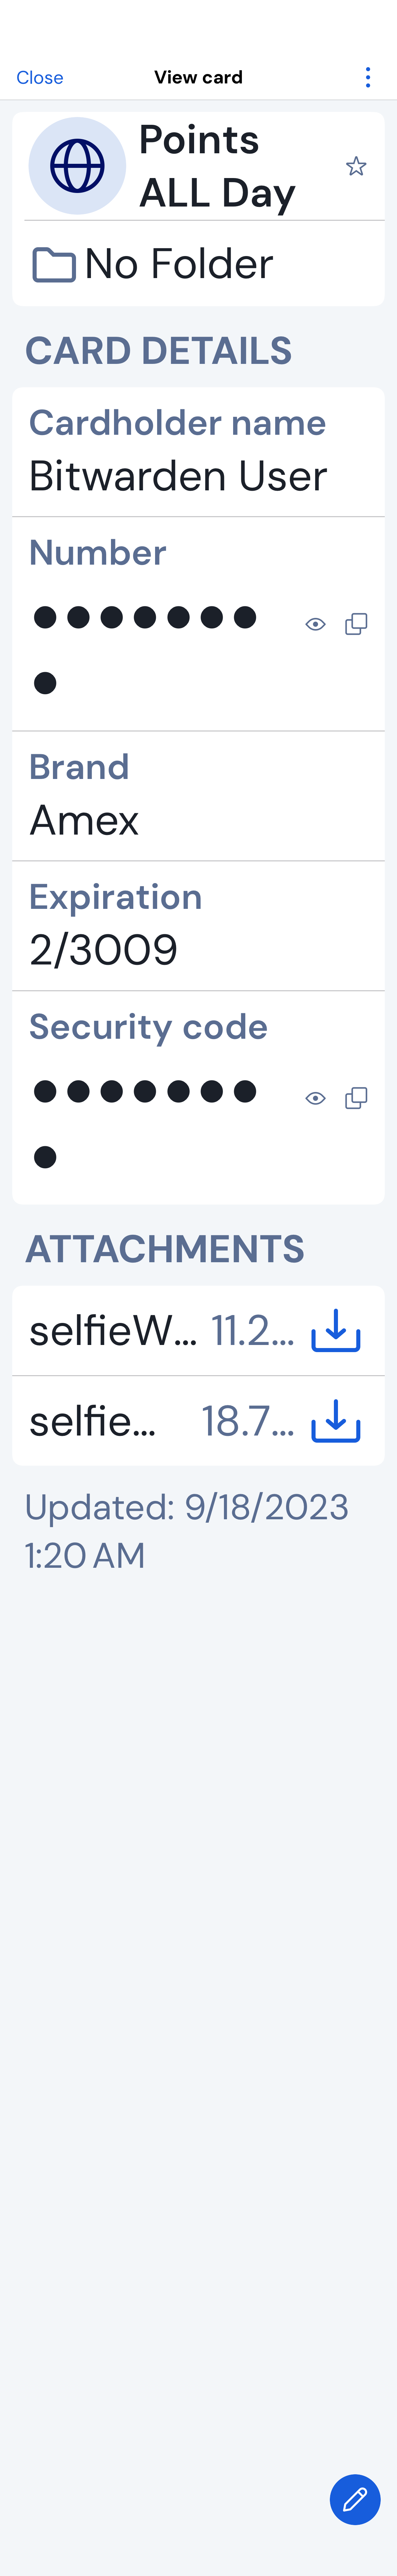 Close View card
Points
ALL Day
No Folder
CARD DETAILS
Cardholder name
Bitwarden User
Number
●●●●●●●
●
Brand
Amex
Expiration
2/3009
Security code
●●●●●●●
●
ATTACHMENTS
selfieW... 11.2...
selfie... 18.7...
Updated: 9/18/2023
1:20 AM